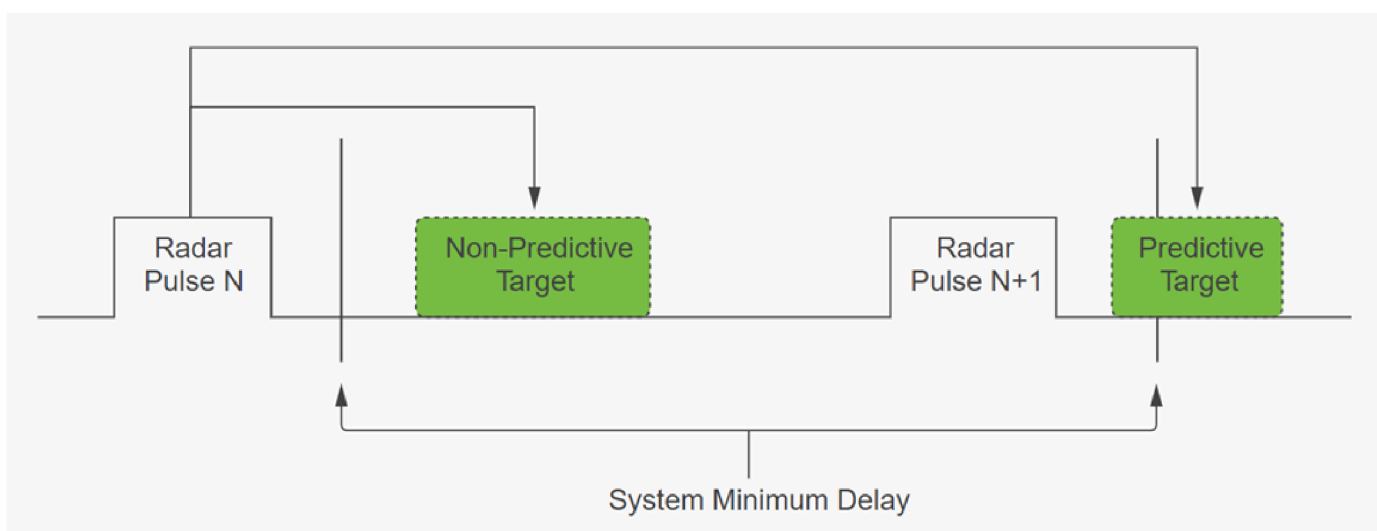 Radar
Pulse N
Non-Predictive
Target
Radar
Pulse N+1
Predictive
Target
System Minimum Delay